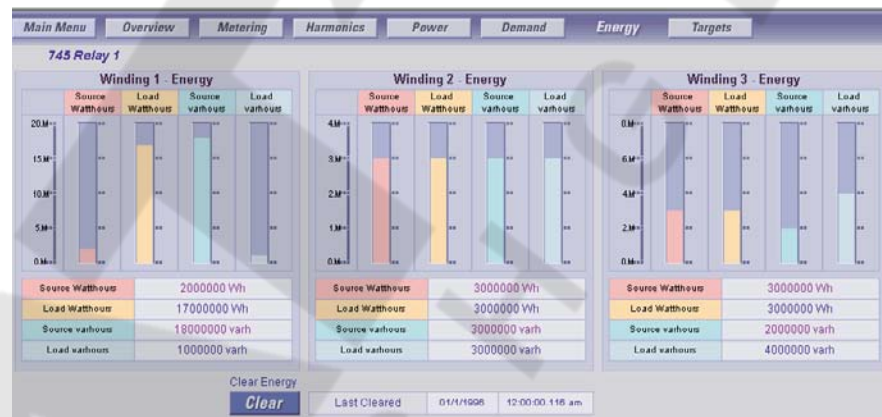 Main Menu Overview Metering Harmonics Power Demand Energy Targets
745 Relay 1
Winding 1 - Energy
Source Watthours Load Watthours Source varhours Load varhours
20.M
15.M
10.M
5.M
0.M
Source Watthours 2000000 Wh
Load Watthours 17000000 Wh
Source varhours 18000000 varh
Load varhours 1000000 varh
Winding 2 - Energy
Source Watthours Load Watthours Source varhours Load varhours
4.M
3.M
2.M
1.M
0.M
Source Watthours 3000000 Wh
Load Watthours 3000000 Wh
Source varhours 3000000 varh
Load varhours 3000000 varh
Winding 3 - Energy
Source Watthours Load Watthours Source varhours Load varhours
8.M
6.M
4.M
2.M
0.M
Source Watthours 3000000 Wh
Load Watthours 3000000 Wh
Source varhours 2000000 varh
Load varhours 4000000 varh
Clear Energy
Clear Last Cleared 01/1/1996 12:00:00.116 am